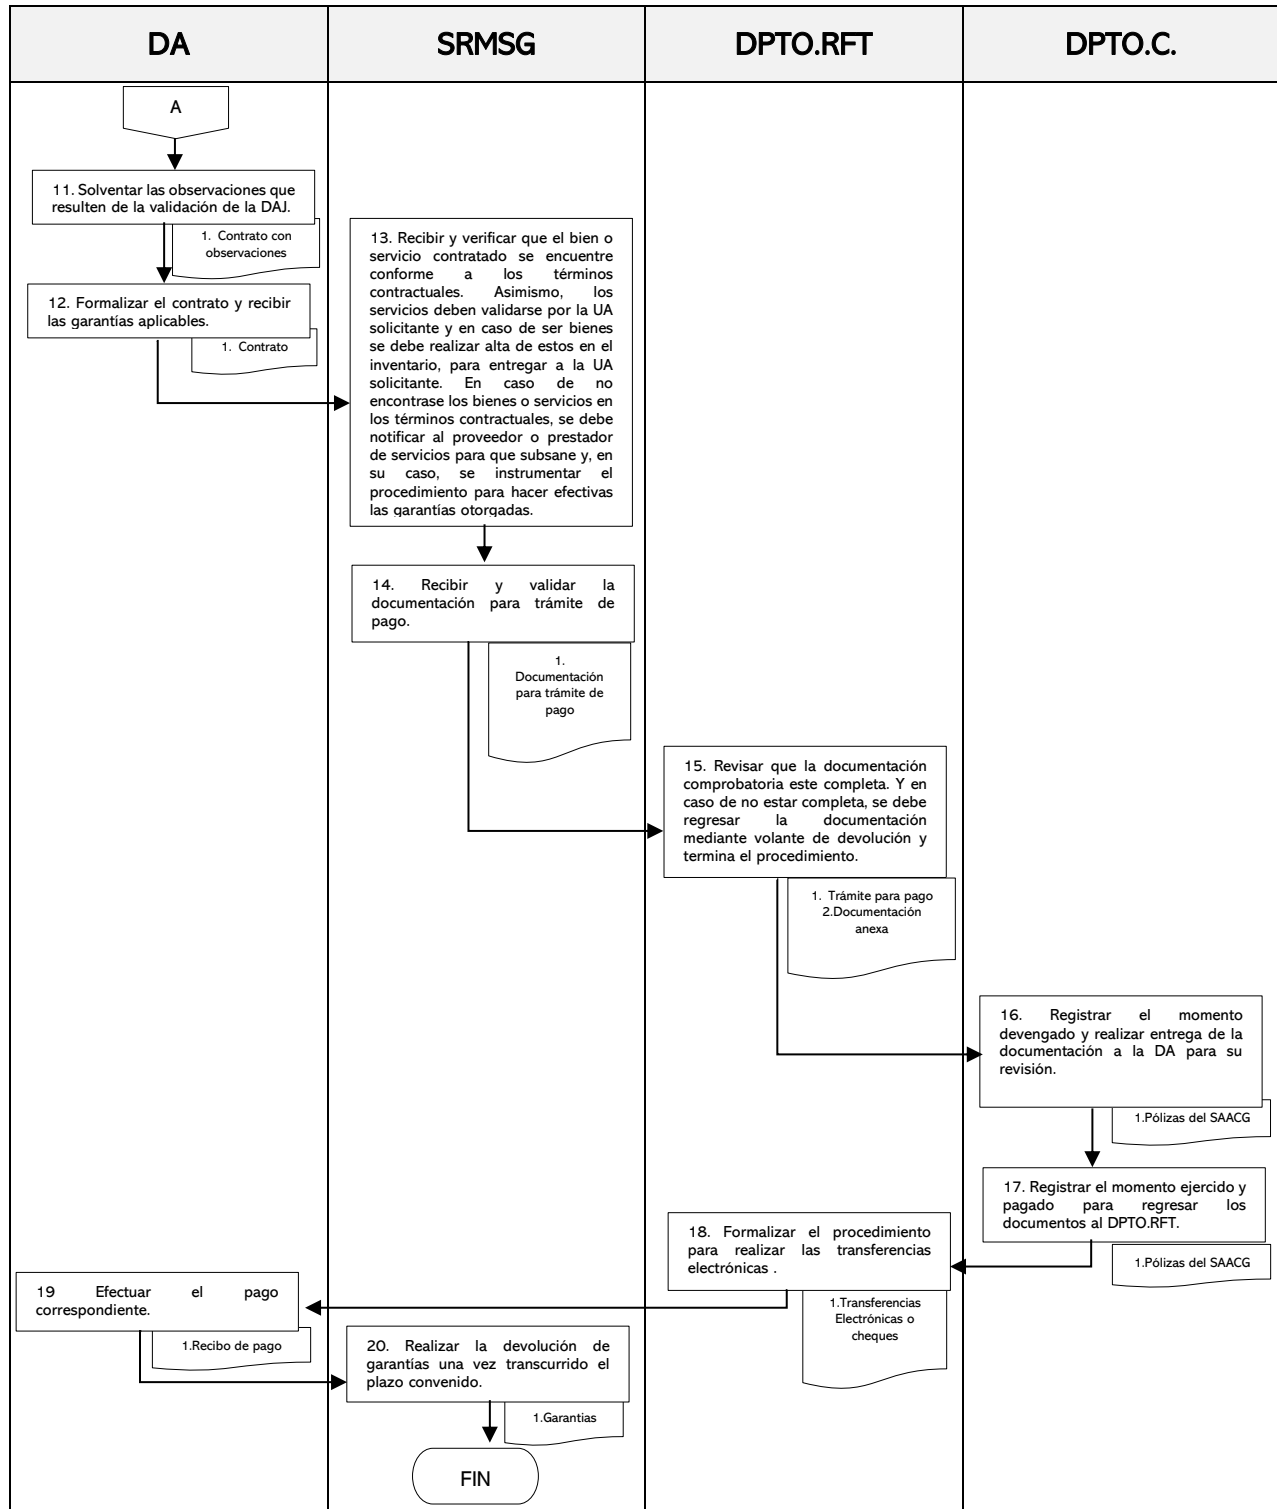 DA
SRMSG
DPTO.RFT
DPTO.C.
A
11. Solventar las observaciones que
resulten de la validación de la DAJ.
1. Contrato con
observaciones
12. Formalizar el contrato y recibir
las garantías aplicables.
1. Contrato
13. Recibir y verificar que el bien o
servicio contratado se encuentre
conforme a los términos
contractuales. Asimismo, los
servicios deben validarse por la UA
solicitante y en caso de ser bienes
se debe realizar alta de estos en el
inventario, para entregar a la UA
solicitante. En caso de no
encontrase los bienes o servicios en
los términos contractuales, se debe
notificar al proveedor o prestador
de servicios para que subsane y, en
su caso, se instrumentar el
procedimiento para hacer efectivas
las garantías otorgadas.
14. Recibir y validar la
documentación para trámite de
pago.
1.
Documentación
para trámite de
pago
15. Revisar que la documentación
comprobatoria este completa. Y en
caso de no estar completa, se debe
regresar la documentación
mediante volante de devolución y
termina el procedimiento.
1. Trámite para pago
2.Documentación
anexa
16. Registrar el momento
devengado y realizar entrega de la
documentación a la DA para su
revisión.
1.Pólizas del SAACG
17. Registrar el momento ejercido y
pagado para regresar los
documentos al DPTO.RFT.
1.Pólizas del SAACG
18. Formalizar el procedimiento
para realizar las transferencias
electrónicas .
1.Transferencias
Electrónicas o
cheques
19 Efectuar el pago
correspondiente.
1.Recibo de pago
20. Realizar la devolución de
garantías una vez transcurrido el
plazo convenido.
1.Garantias
FIN